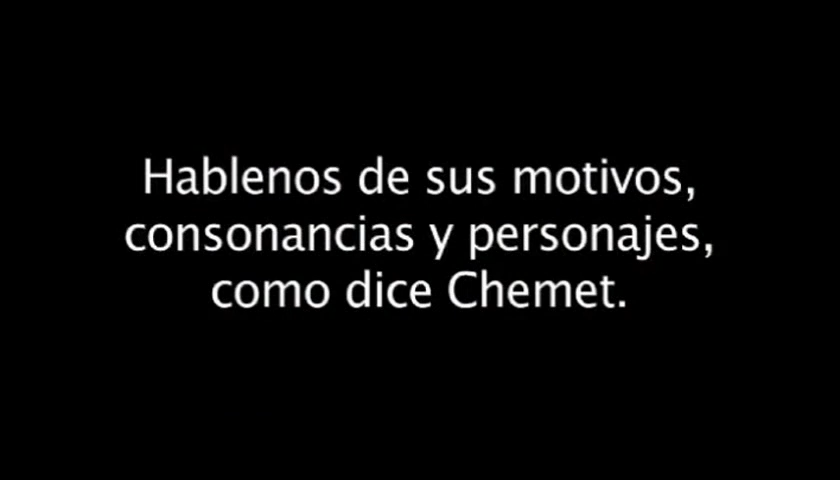 Hablenos de sus motivos,
consonancias y personajes,
como dice Chemet.